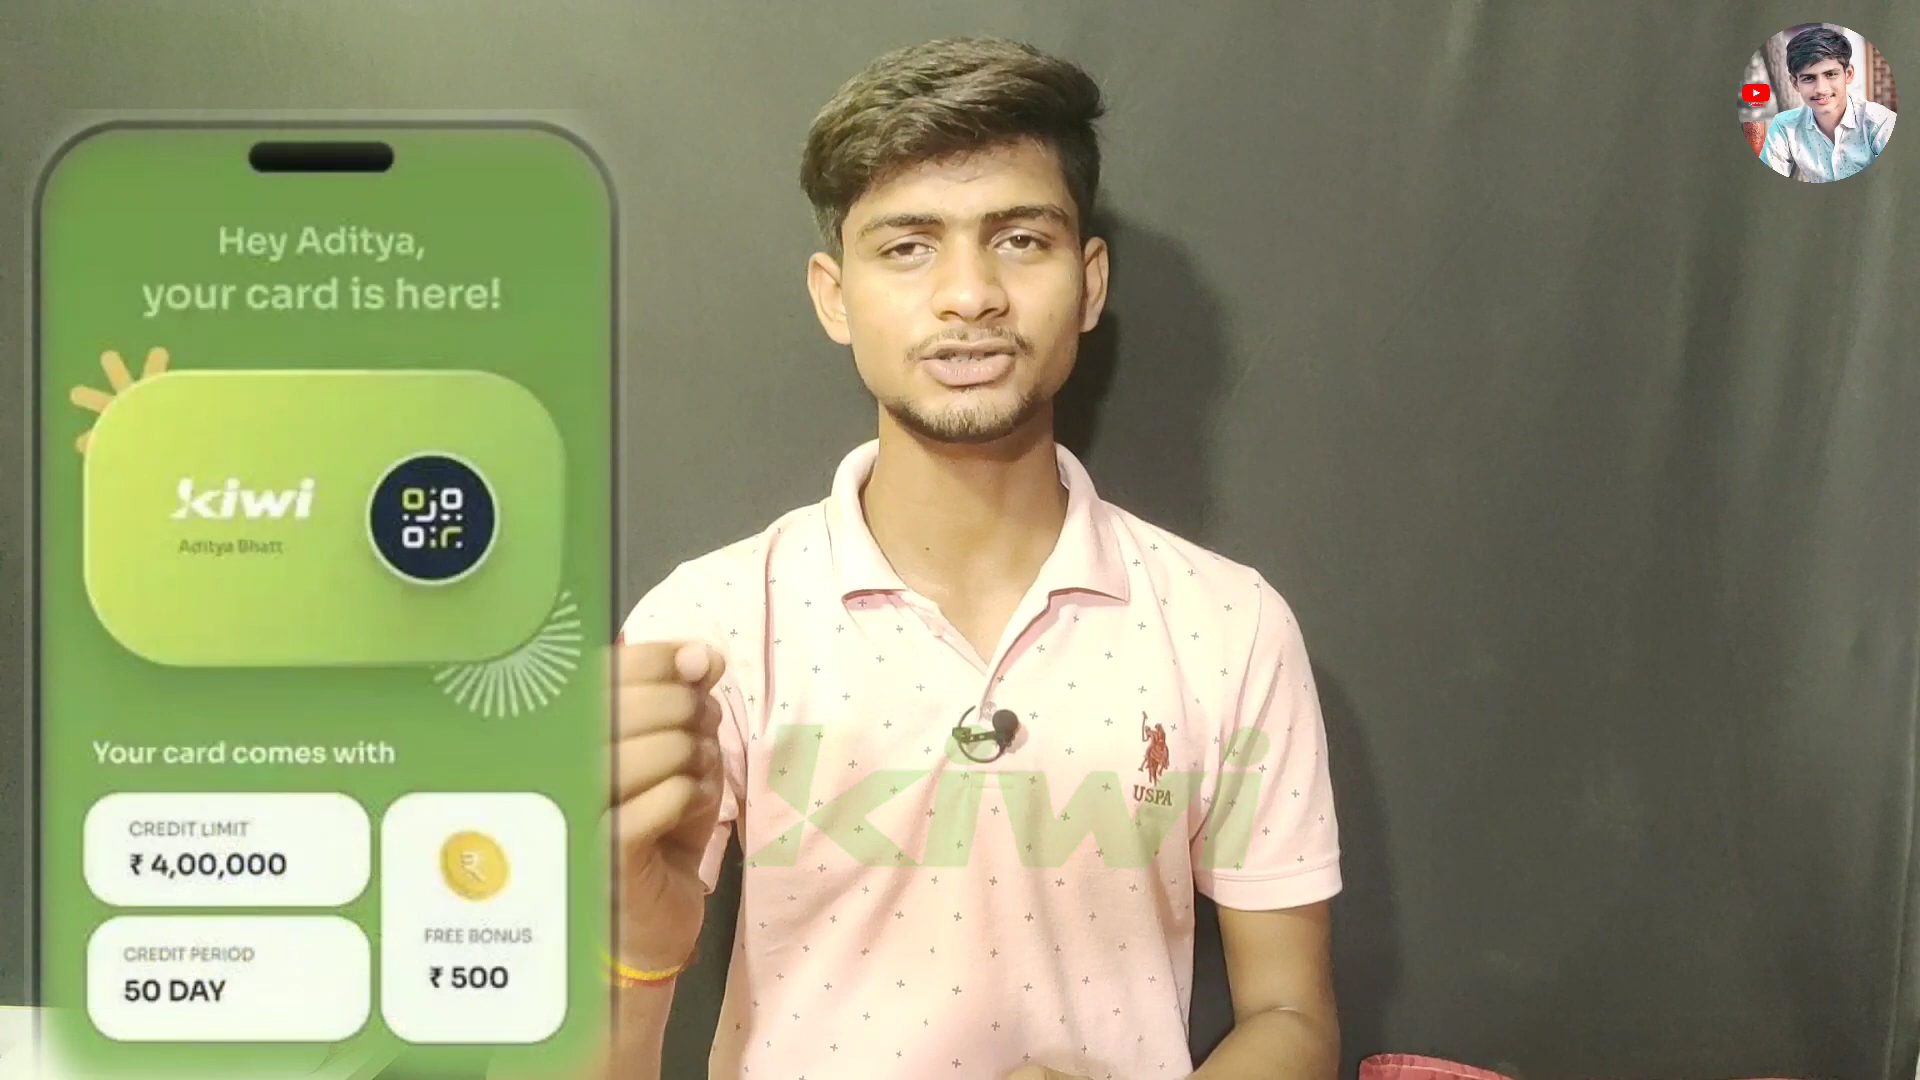 Hey Aditya,
your card is here!
kiwi
Aditya Bhatt
Your card comes with
CREDIT LIMIT
₹ 4,00,000
CREDIT PERIOD
50 DAY
FREE BONUS
₹ 500
kiwi
USPA